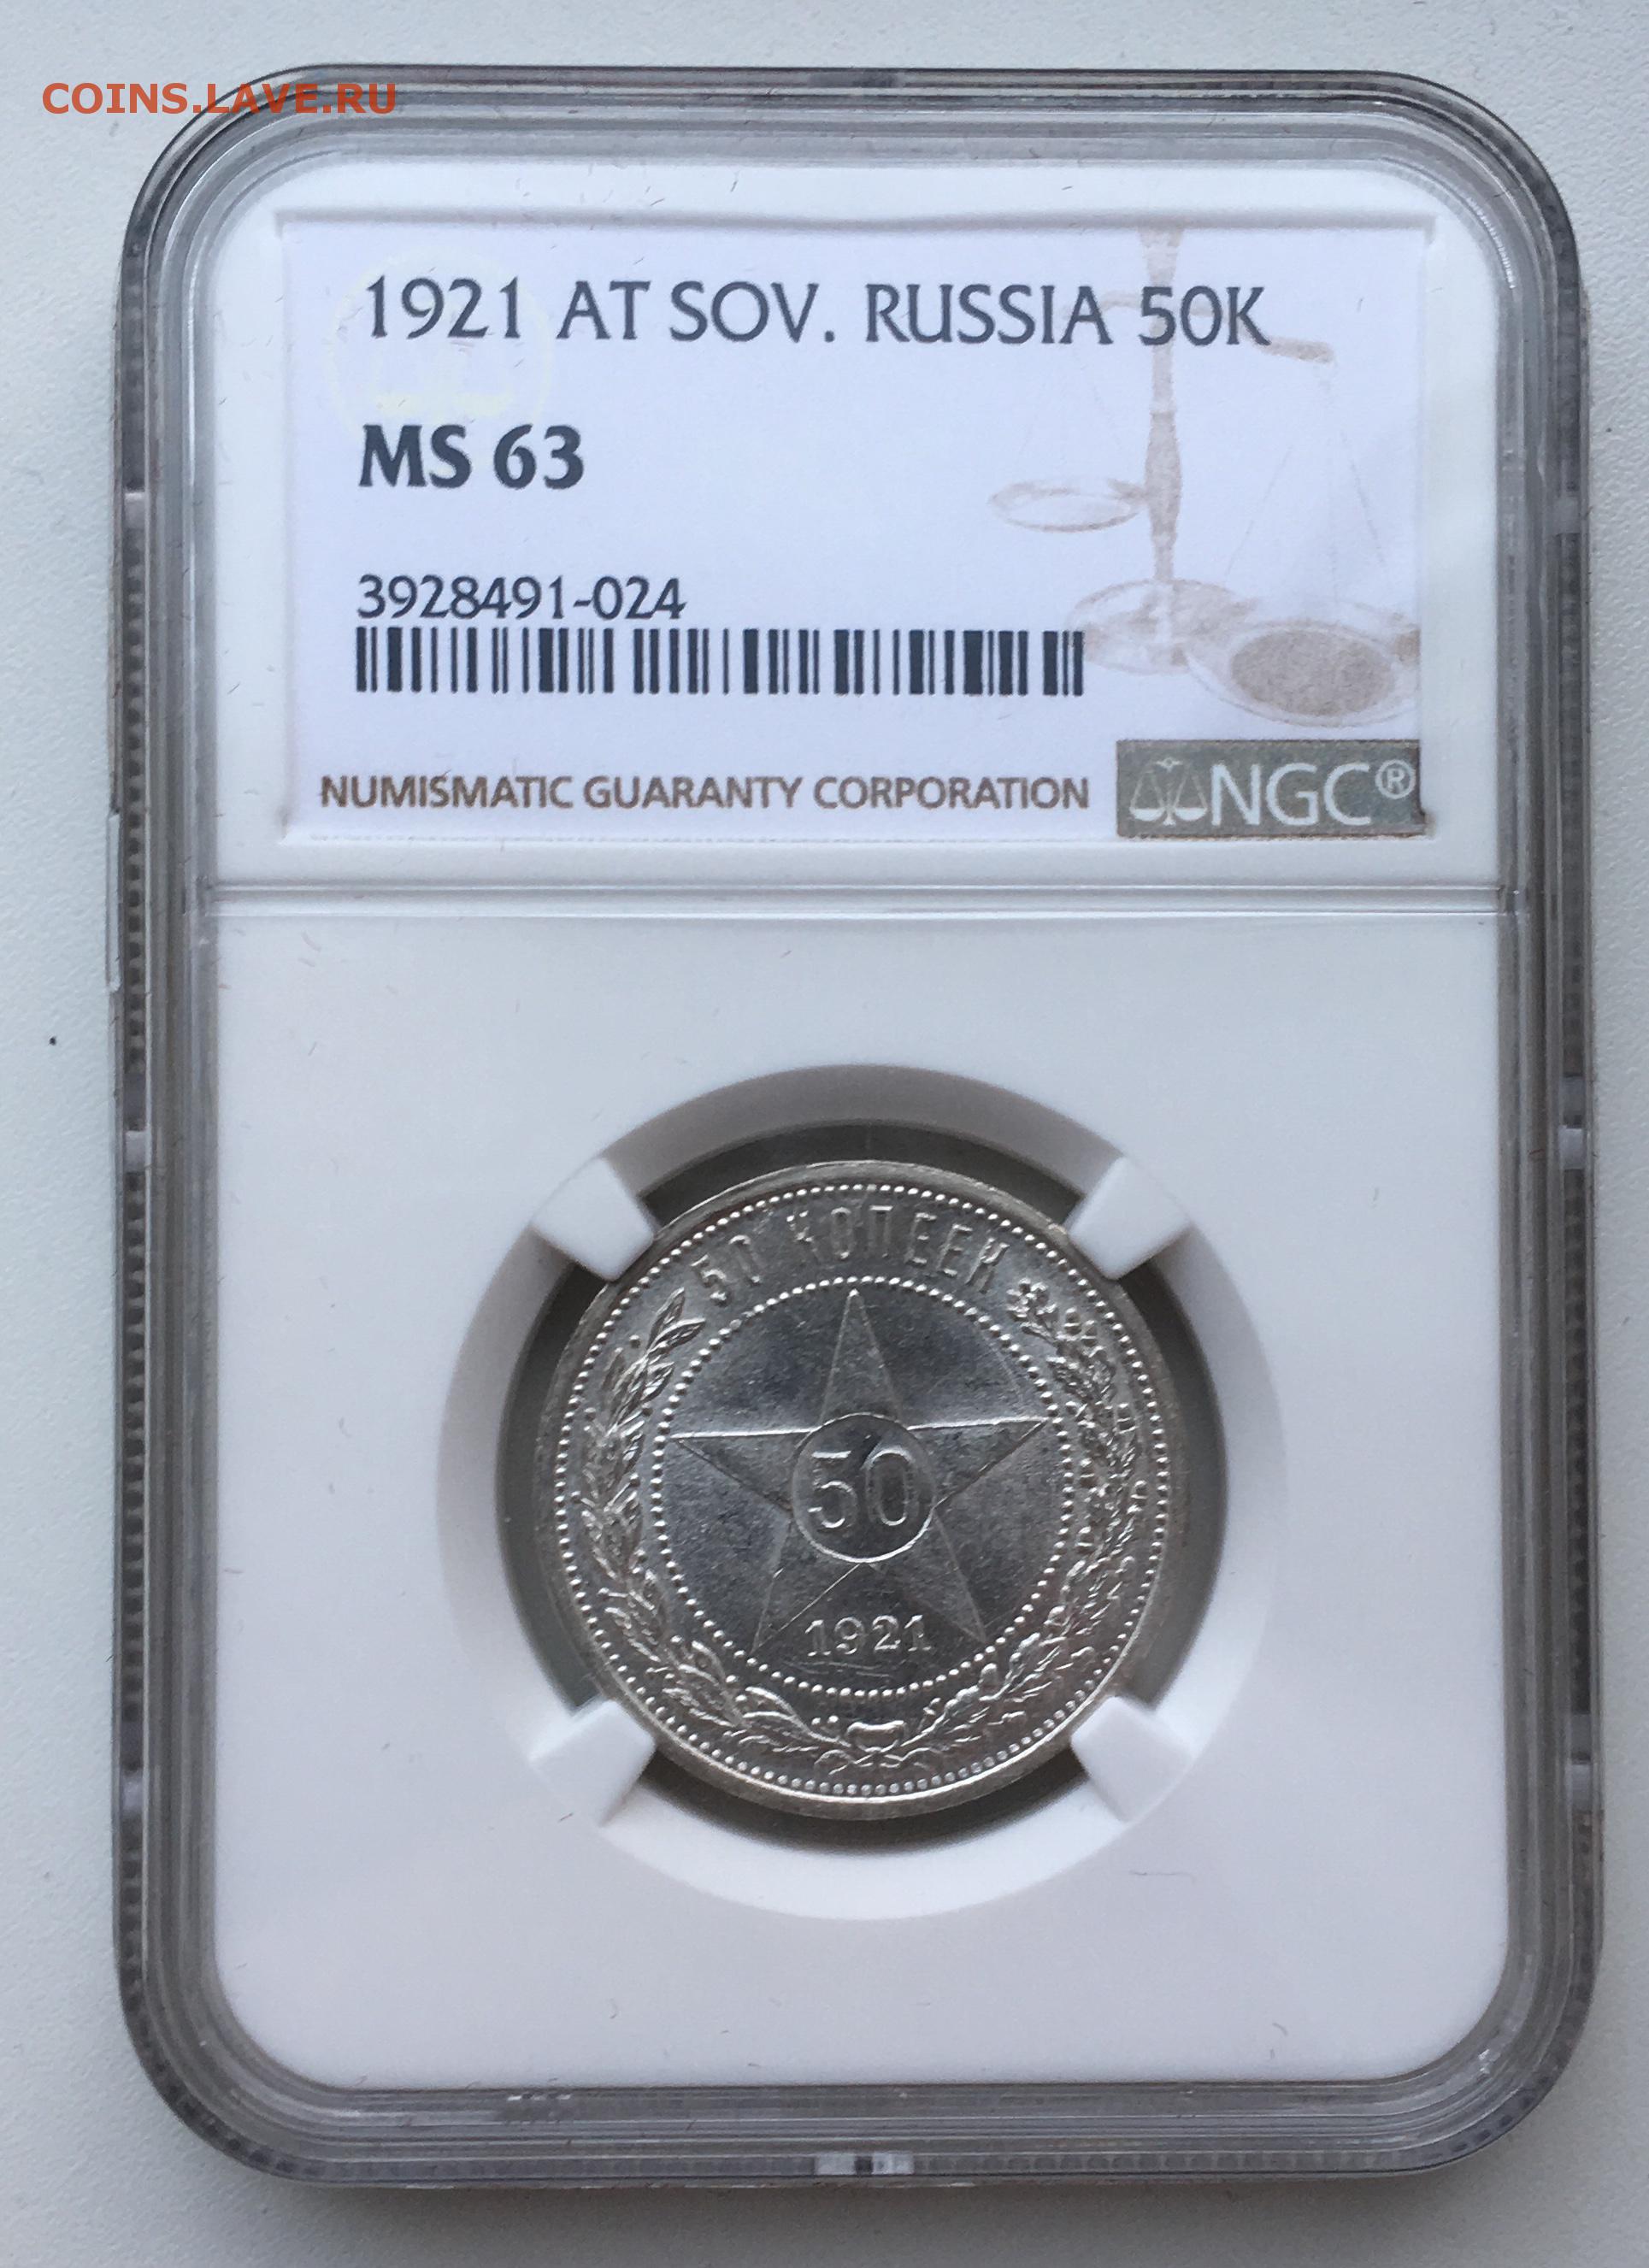 COINS.LAVE.RU
1921 AT SOV. RUSSIA 50K
MS 63
3928491-024
NUMISMATIC GUARANTY CORPORATION NGC®
50 КОПЕЕК
50
1921